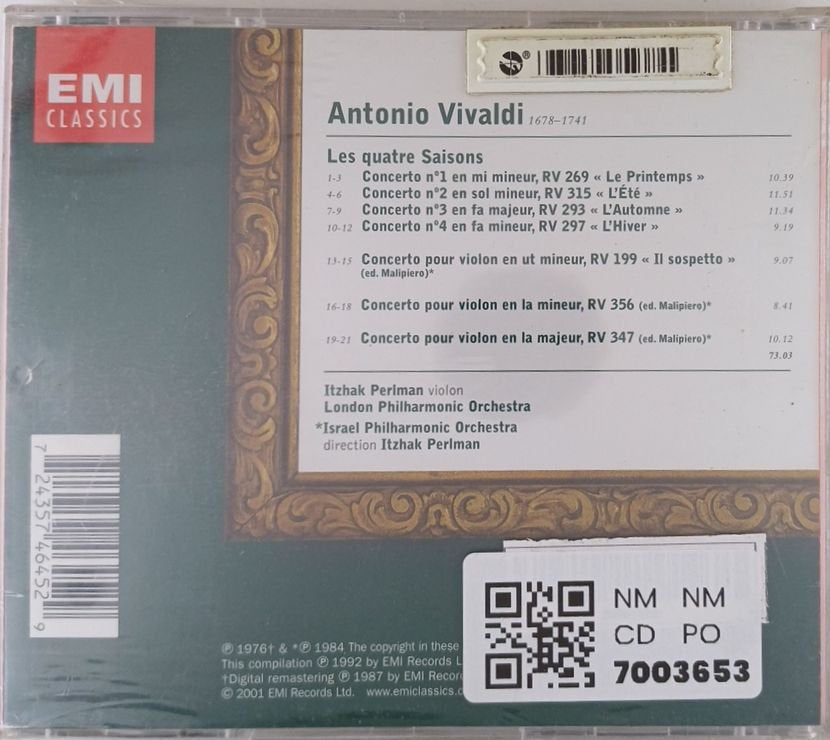 EMI
CLASSICS
®
Antonio Vivaldi 1678–1741
Les quatre Saisons
1-3 Concerto n°1 en mi mineur, RV 269 « Le Printemps » 10.39
4-6 Concerto n°2 en sol mineur, RV 315 « L'Été » 11.51
7-9 Concerto n°3 en fa majeur, RV 293 « L'Automne » 11.34
10-12 Concerto n°4 en fa mineur, RV 297 « L'Hiver » 9.19
13-15 Concerto pour violon en ut mineur, RV 199 « Il sospetto » 9.07
(ed. Malipiero)*
16-18 Concerto pour violon en la mineur, RV 356 (ed. Malipiero)* 8.41
19-21 Concerto pour violon en la majeur, RV 347 (ed. Malipiero)* 10.12
73.03
Itzhak Perlman violon
London Philharmonic Orchestra
*Israel Philharmonic Orchestra
direction Itzhak Perlman
7 24357 46452 9
℗ 1976† & *℗ 1984 The copyright in these
This compilation ℗ 1992 by EMI Records
†Digital remastering ℗ 1987 by EMI
© 2001 EMI Records Ltd. www.emiclassics.
NM NM
CD PO
7003653